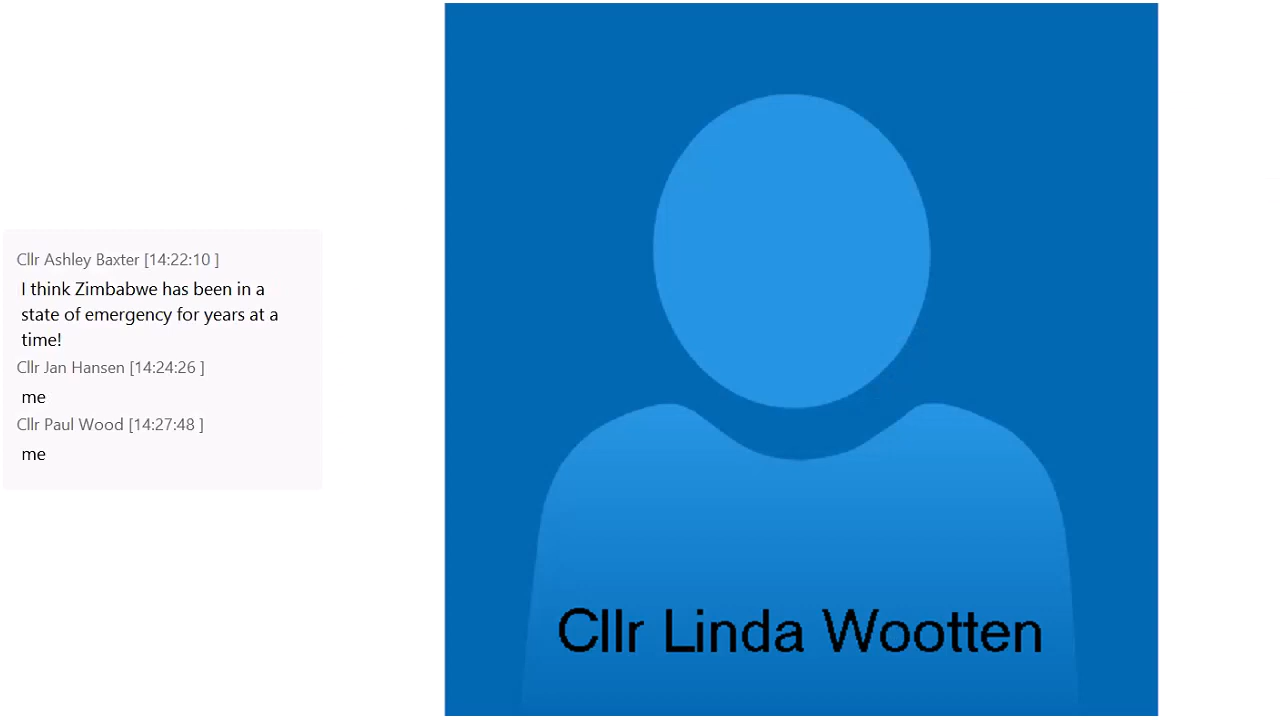 Cllr Ashley Baxter [14:22:10 ]
I think Zimbabwe has been in a
state of emergency for years at a
time!
Cllr Jan Hansen [14:24:26 ]
me
Cllr Paul Wood [14:27:48 ]
me
Cllr Linda Wootten